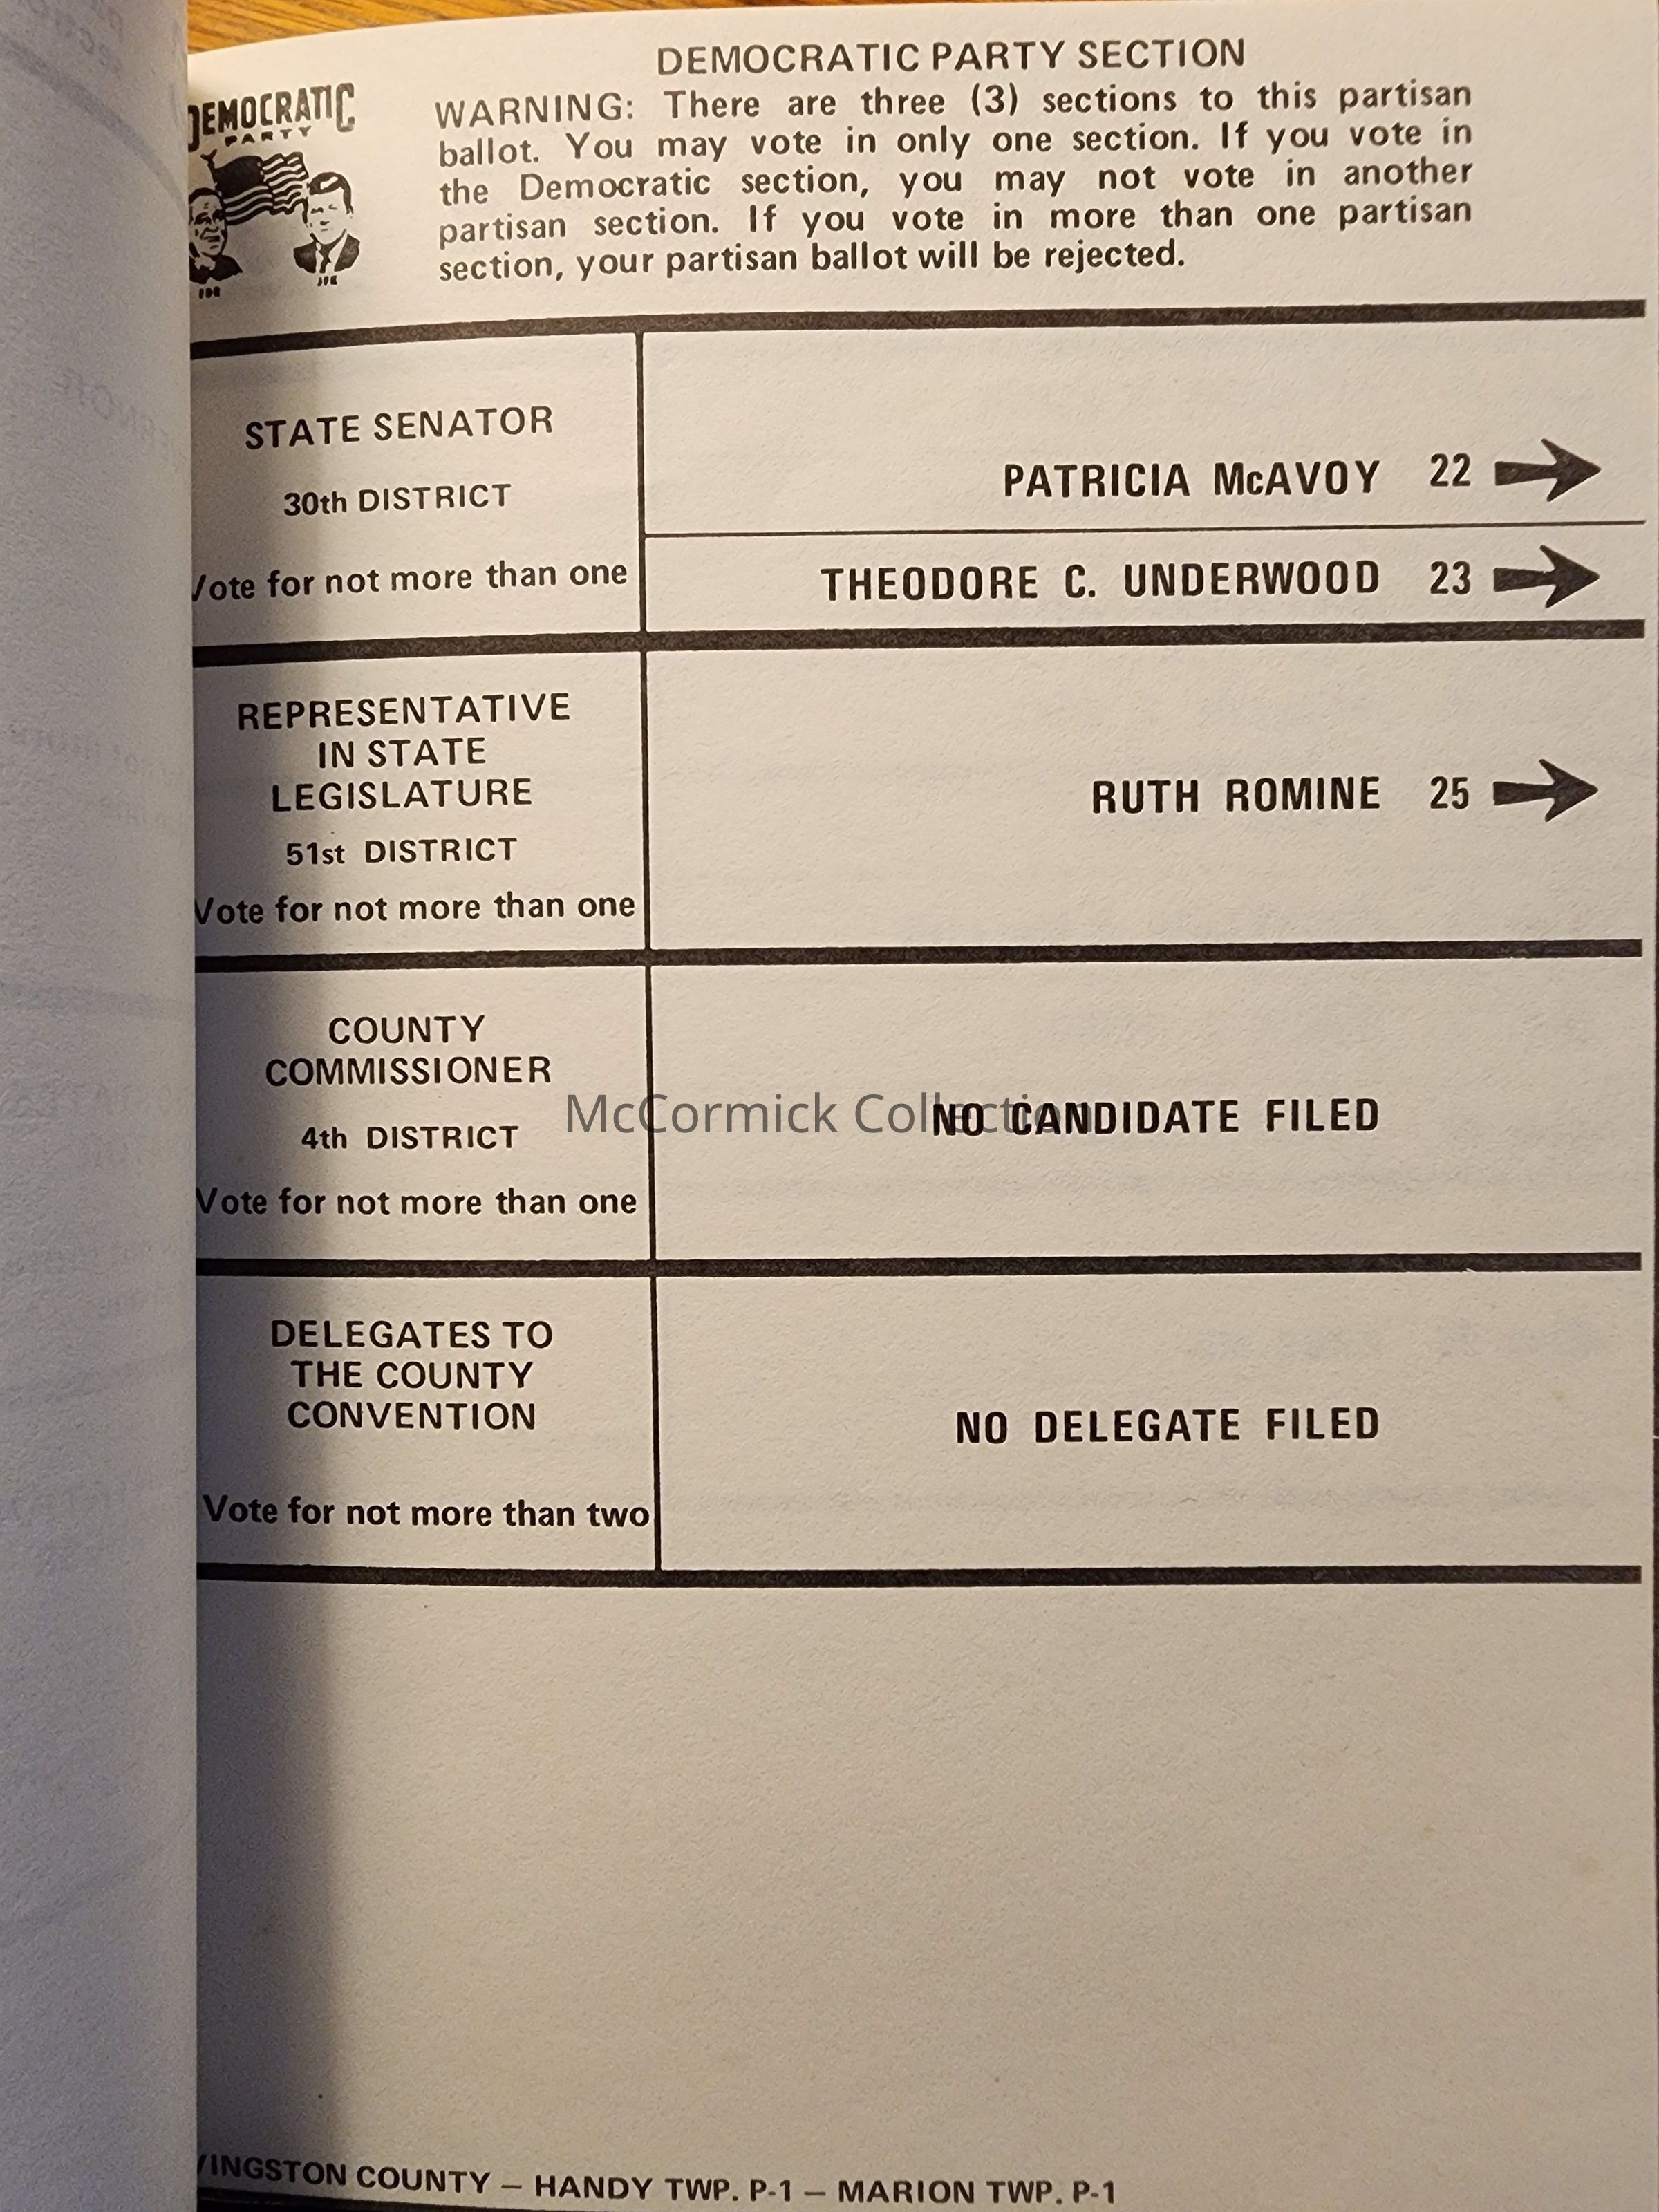 DEMOCRATIC PARTY SECTION
DEMOCRATIC
PARTY
FDR
JFK
WARNING: There are three (3) sections to this partisan
ballot. You may vote in only one section. If you vote in
the Democratic section, you may not vote in another
partisan section. If you vote in more than one partisan
section, your partisan ballot will be rejected.
STATE SENATOR
30th DISTRICT
Vote for not more than one
PATRICIA McAVOY 22
THEODORE C. UNDERWOOD 23
REPRESENTATIVE
IN STATE
LEGISLATURE
51st DISTRICT
Vote for not more than one
RUTH ROMINE 25
COUNTY
COMMISSIONER
4th DISTRICT
Vote for not more than one
NO CANDIDATE FILED
McCormick Collection
DELEGATES TO
THE COUNTY
CONVENTION
Vote for not more than two
NO DELEGATE FILED
VINGSTON COUNTY – HANDY TWP. P-1 – MARION TWP. P-1